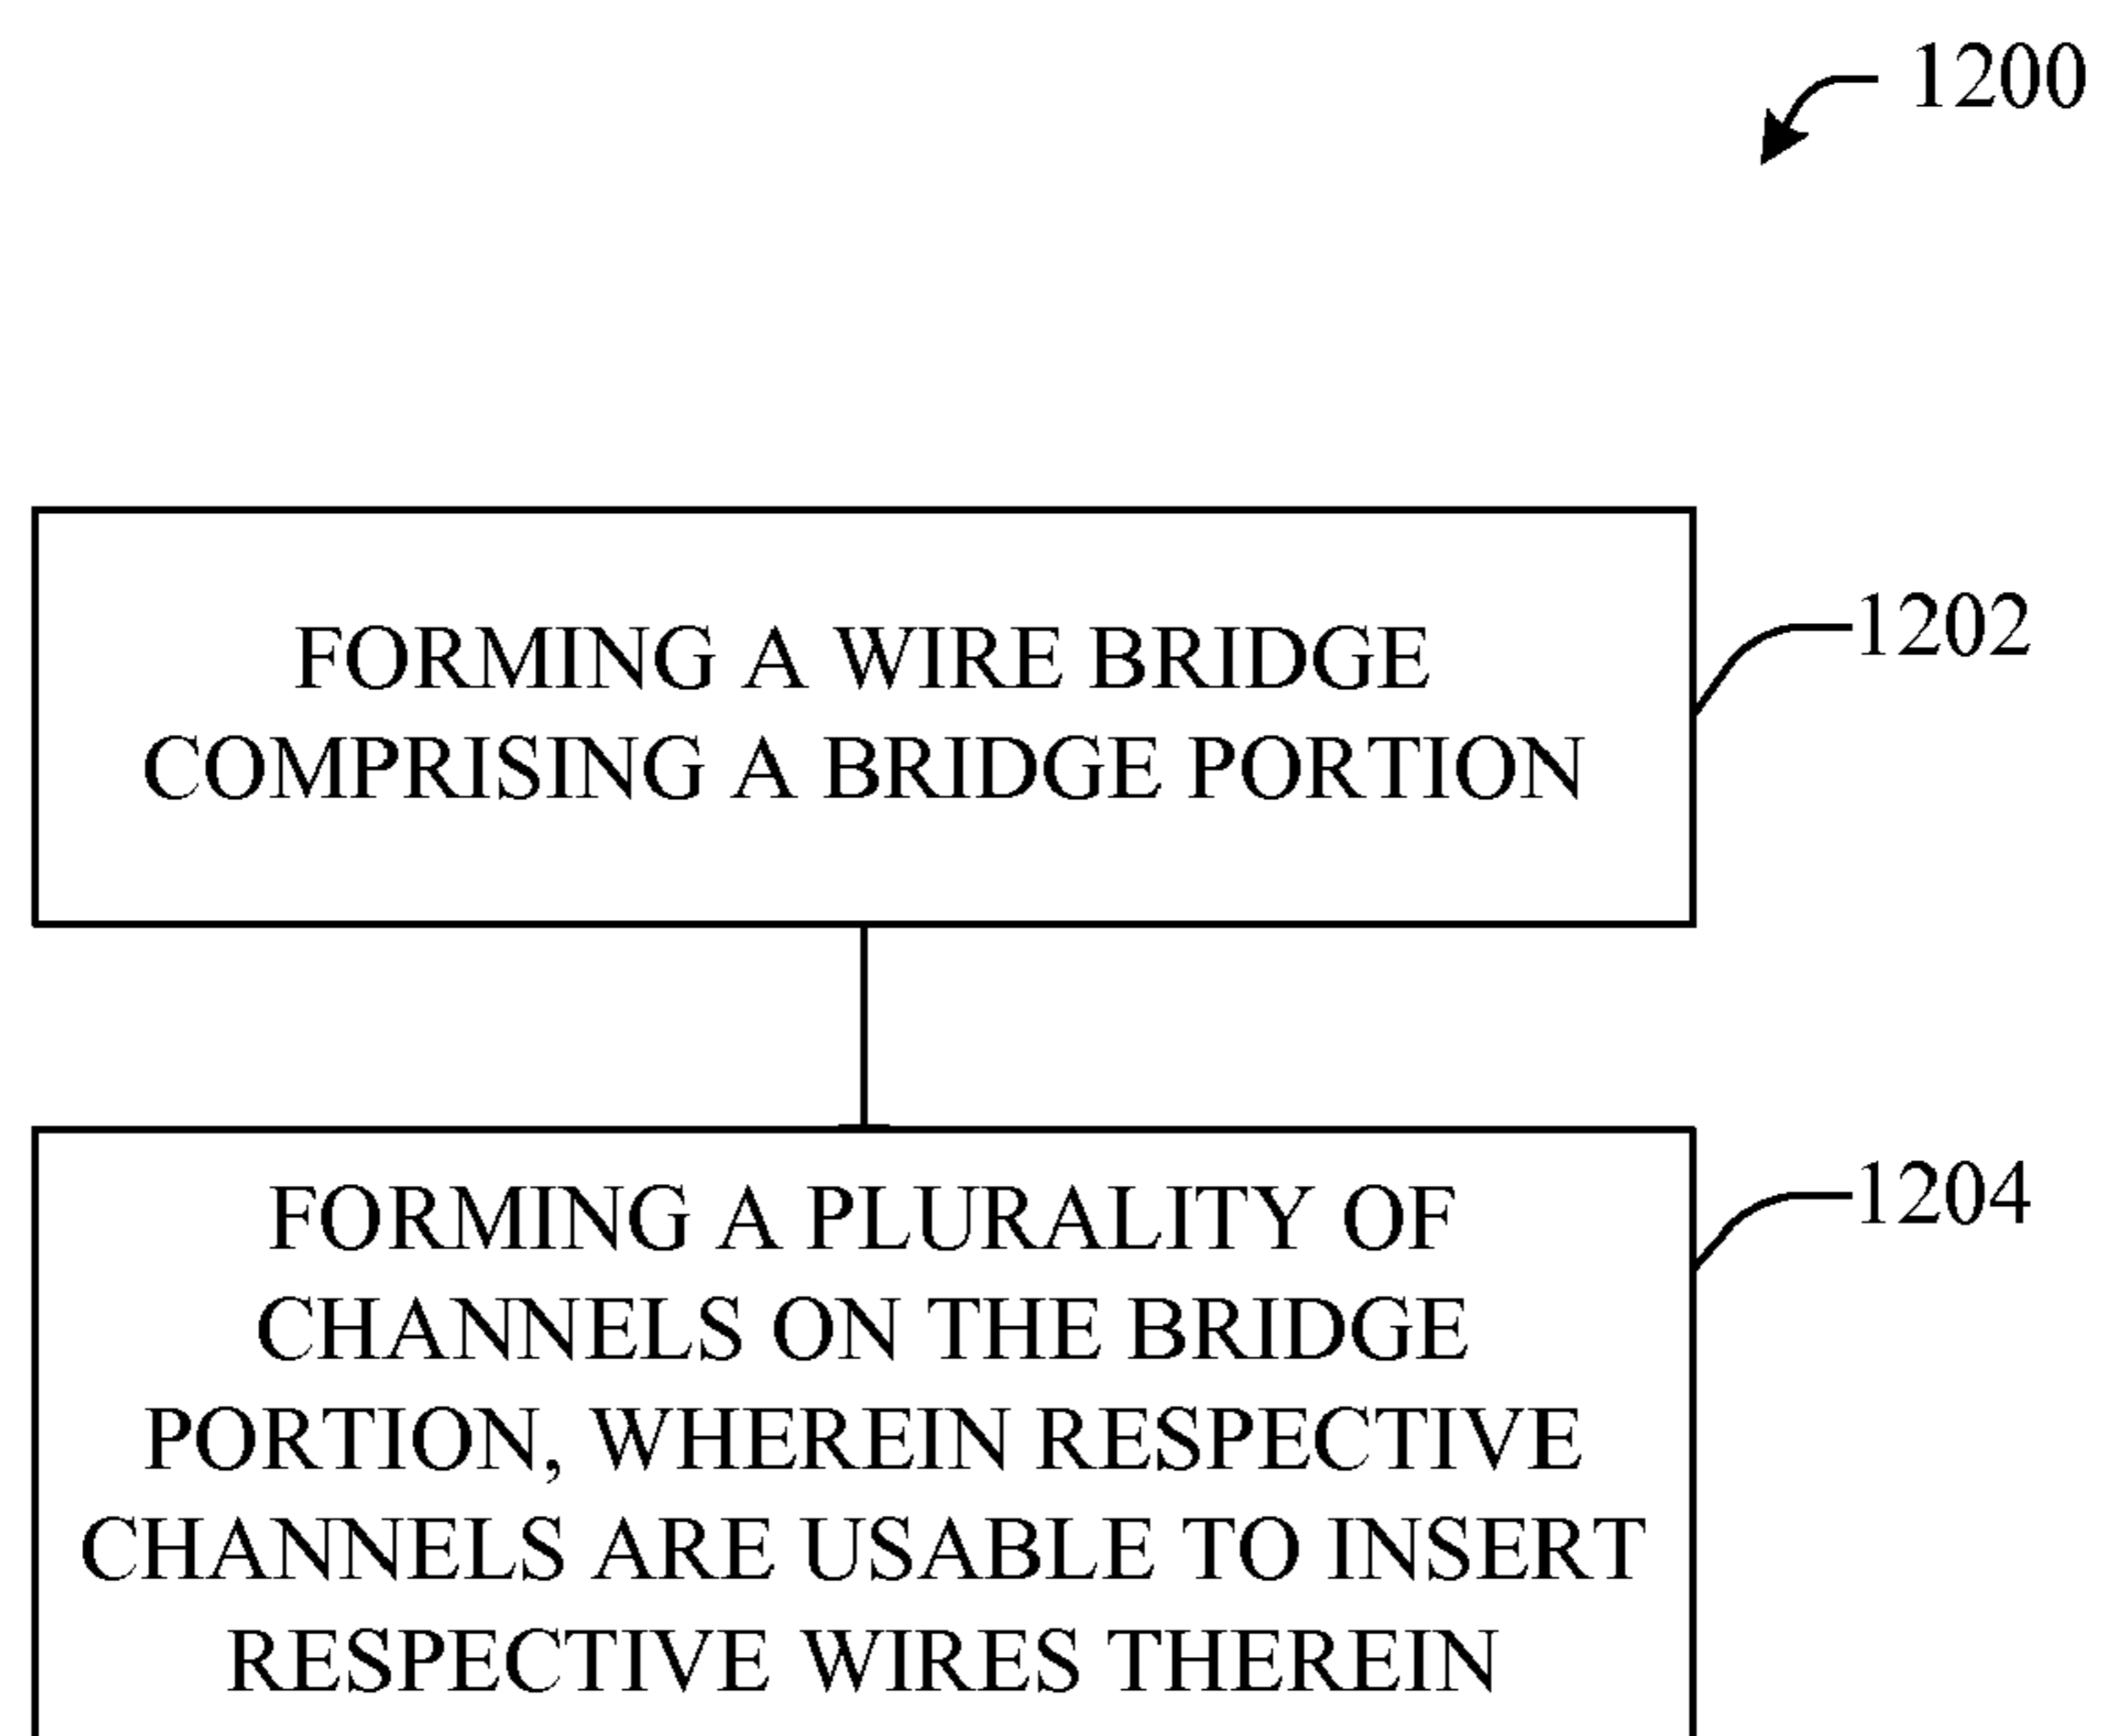 1200
FORMING A WIRE BRIDGE
COMPRISING A BRIDGE PORTION
1202
FORMING A PLURALITY OF
CHANNELS ON THE BRIDGE
PORTION, WHEREIN RESPECTIVE
CHANNELS ARE USABLE TO INSERT
RESPECTIVE WIRES THEREIN
1204